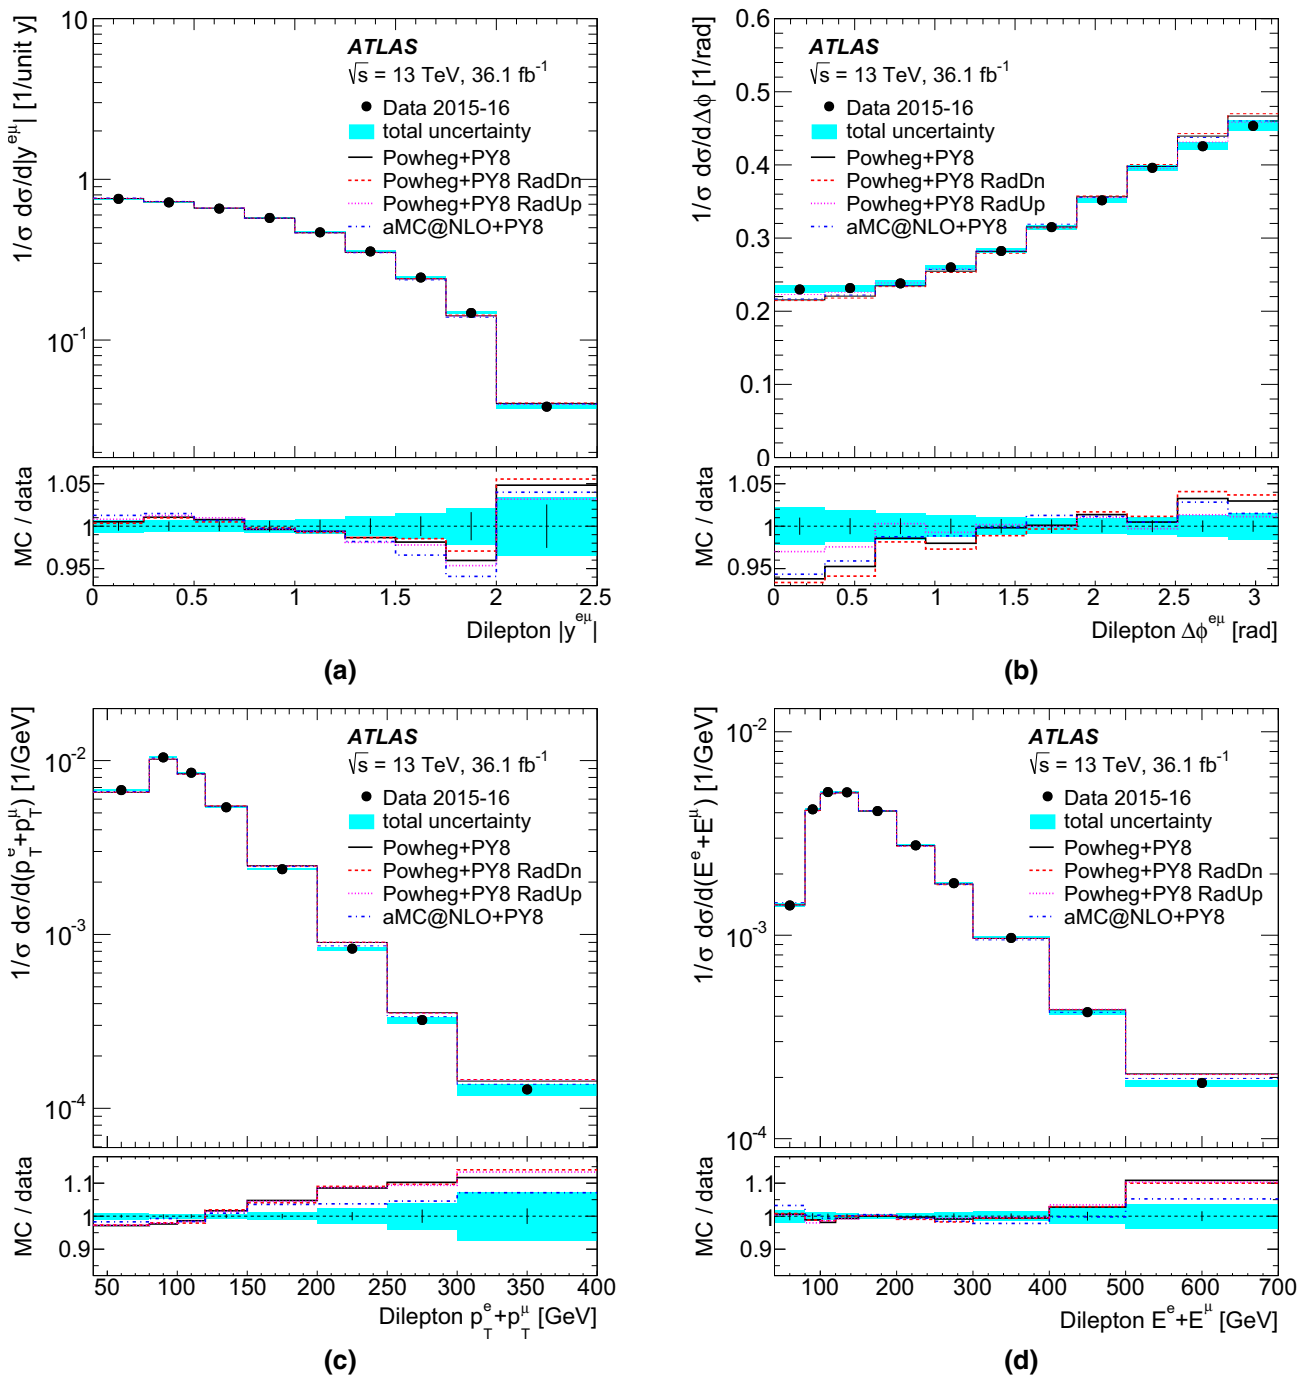 1/σ dσ/d|y^eμ| [1/unit y]
10
1
10^-1
ATLAS
√s = 13 TeV, 36.1 fb^-1
Data 2015-16
total uncertainty
Powheg+PY8
Powheg+PY8 RadDn
Powheg+PY8 RadUp
aMC@NLO+PY8
MC / data
1.05
1
0.95
0 0.5 1 1.5 2 2.5
Dilepton |y^eμ|
(a)
1/σ dσ/dΔϕ [1/rad]
0.6
0.5
0.4
0.3
0.2
0.1
0
ATLAS
√s = 13 TeV, 36.1 fb^-1
Data 2015-16
total uncertainty
Powheg+PY8
Powheg+PY8 RadDn
Powheg+PY8 RadUp
aMC@NLO+PY8
MC / data
1.05
1
0.95
0 0.5 1 1.5 2 2.5 3
Dilepton Δϕ^eμ [rad]
(b)
1/σ dσ/d(p_T^e+p_T^μ) [1/GeV]
10^-2
10^-3
10^-4
ATLAS
√s = 13 TeV, 36.1 fb^-1
Data 2015-16
total uncertainty
Powheg+PY8
Powheg+PY8 RadDn
Powheg+PY8 RadUp
aMC@NLO+PY8
MC / data
1.1
1
0.9
50 100 150 200 250 300 350 400
Dilepton p_T^e+p_T^μ [GeV]
(c)
1/σ dσ/d(E^e+E^μ) [1/GeV]
10^-2
10^-3
10^-4
ATLAS
√s = 13 TeV, 36.1 fb^-1
Data 2015-16
total uncertainty
Powheg+PY8
Powheg+PY8 RadDn
Powheg+PY8 RadUp
aMC@NLO+PY8
MC / data
1.1
1
0.9
100 200 300 400 500 600 700
Dilepton E^e+E^μ [GeV]
(d)